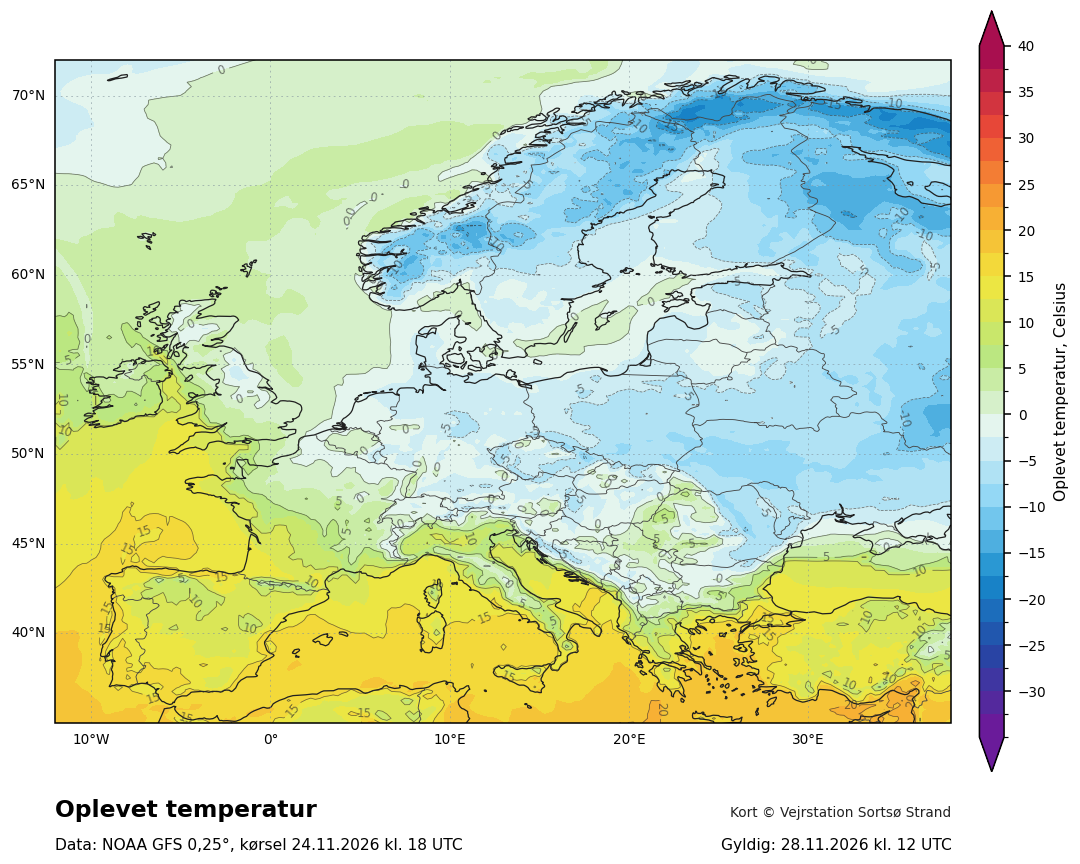 70°N
65°N
60°N
55°N
50°N
45°N
40°N
10°W 0° 10°E 20°E 30°E
40
35
30
25
20
15
10
5
0
−5
−10
−15
−20
−25
−30
Oplevet temperatur, Celsius
Oplevet temperatur
Kort © Vejrstation Sortsø Strand
Data: NOAA GFS 0,25°, kørsel 24.11.2026 kl. 18 UTC
Gyldig: 28.11.2026 kl. 12 UTC